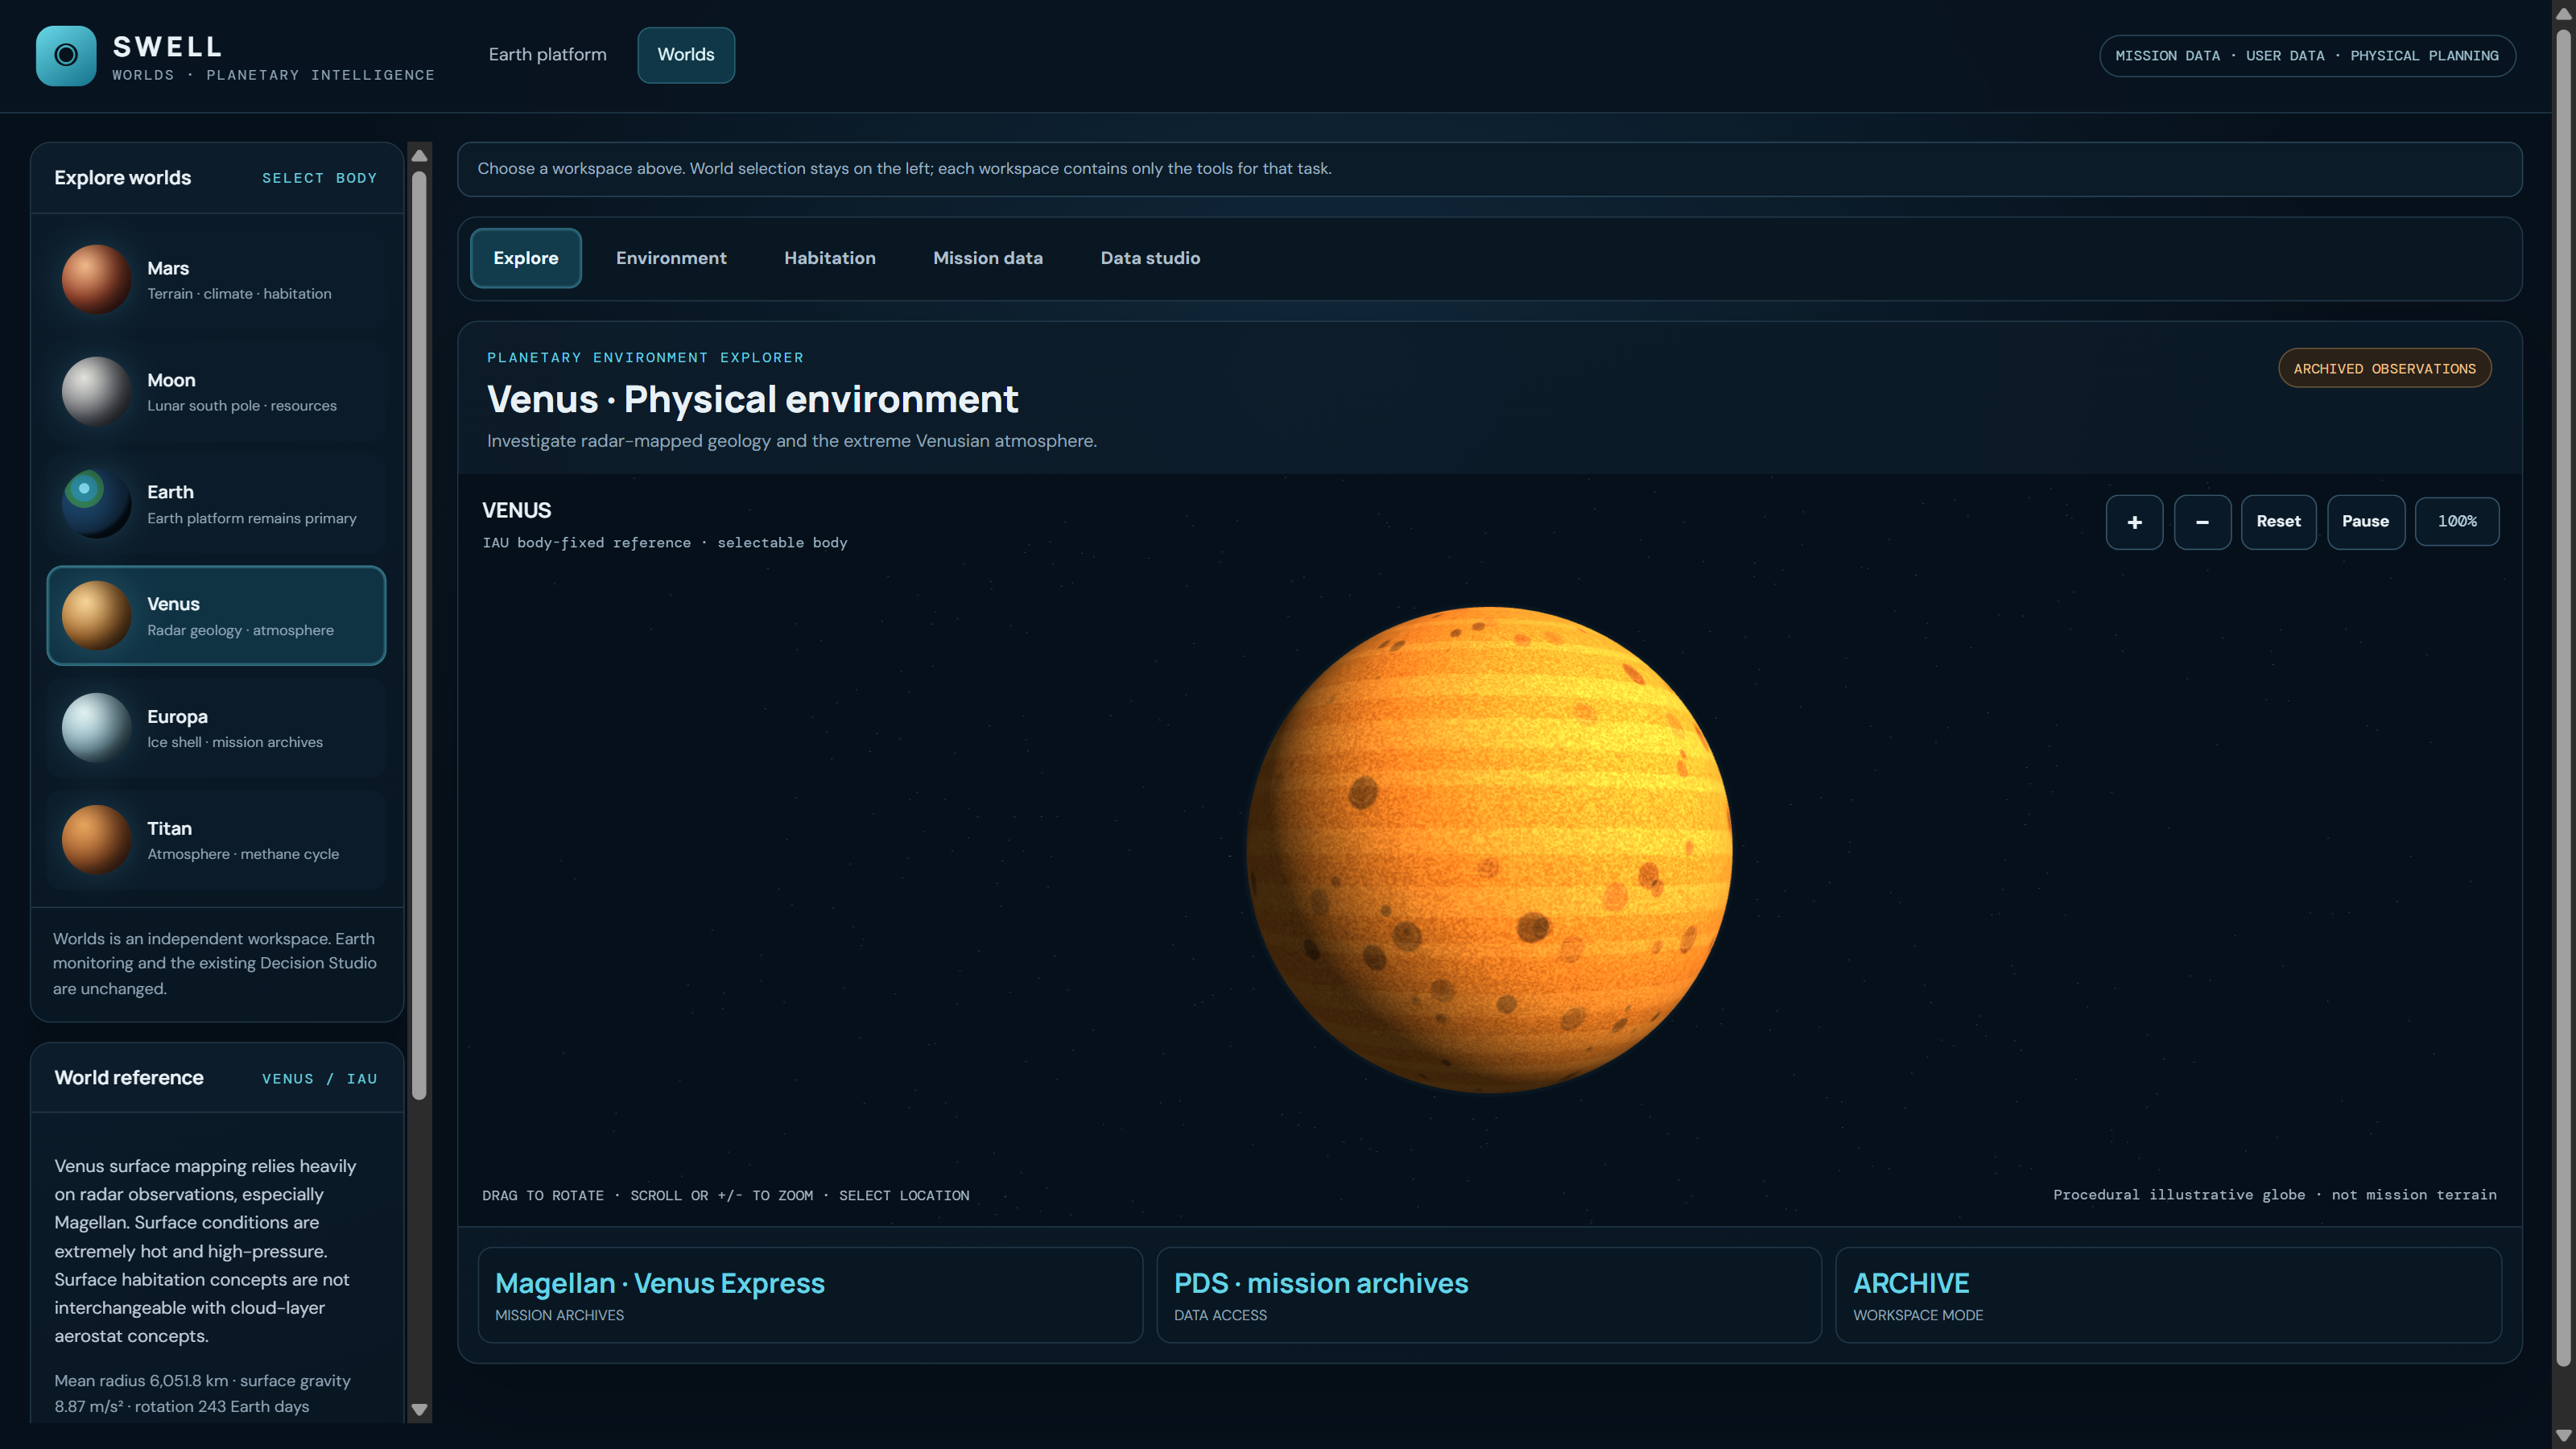 SWELL
WORLDS · PLANETARY INTELLIGENCE
Earth platform
Worlds
MISSION DATA · USER DATA · PHYSICAL PLANNING
Explore worlds
SELECT BODY
Mars
Terrain · climate · habitation
Moon
Lunar south pole · resources
Earth
Earth platform remains primary
Venus
Radar geology · atmosphere
Europa
Ice shell · mission archives
Titan
Atmosphere · methane cycle
Worlds is an independent workspace. Earth
monitoring and the existing Decision Studio
are unchanged.
World reference
VENUS / IAU
Venus surface mapping relies heavily
on radar observations, especially
Magellan. Surface conditions are
extremely hot and high-pressure.
Surface habitation concepts are not
interchangeable with cloud-layer
aerostat concepts.
Mean radius 6,051.8 km · surface gravity
8.87 m/s² · rotation 243 Earth days
Choose a workspace above. World selection stays on the left; each workspace contains only the tools for that task.
Explore
Environment
Habitation
Mission data
Data studio
PLANETARY ENVIRONMENT EXPLORER
Venus · Physical environment
Investigate radar-mapped geology and the extreme Venusian atmosphere.
ARCHIVED OBSERVATIONS
VENUS
IAU body-fixed reference · selectable body
+
−
Reset
Pause
100%
DRAG TO ROTATE · SCROLL OR +/- TO ZOOM · SELECT LOCATION
Procedural illustrative globe · not mission terrain
Magellan · Venus Express
MISSION ARCHIVES
PDS · mission archives
DATA ACCESS
ARCHIVE
WORKSPACE MODE